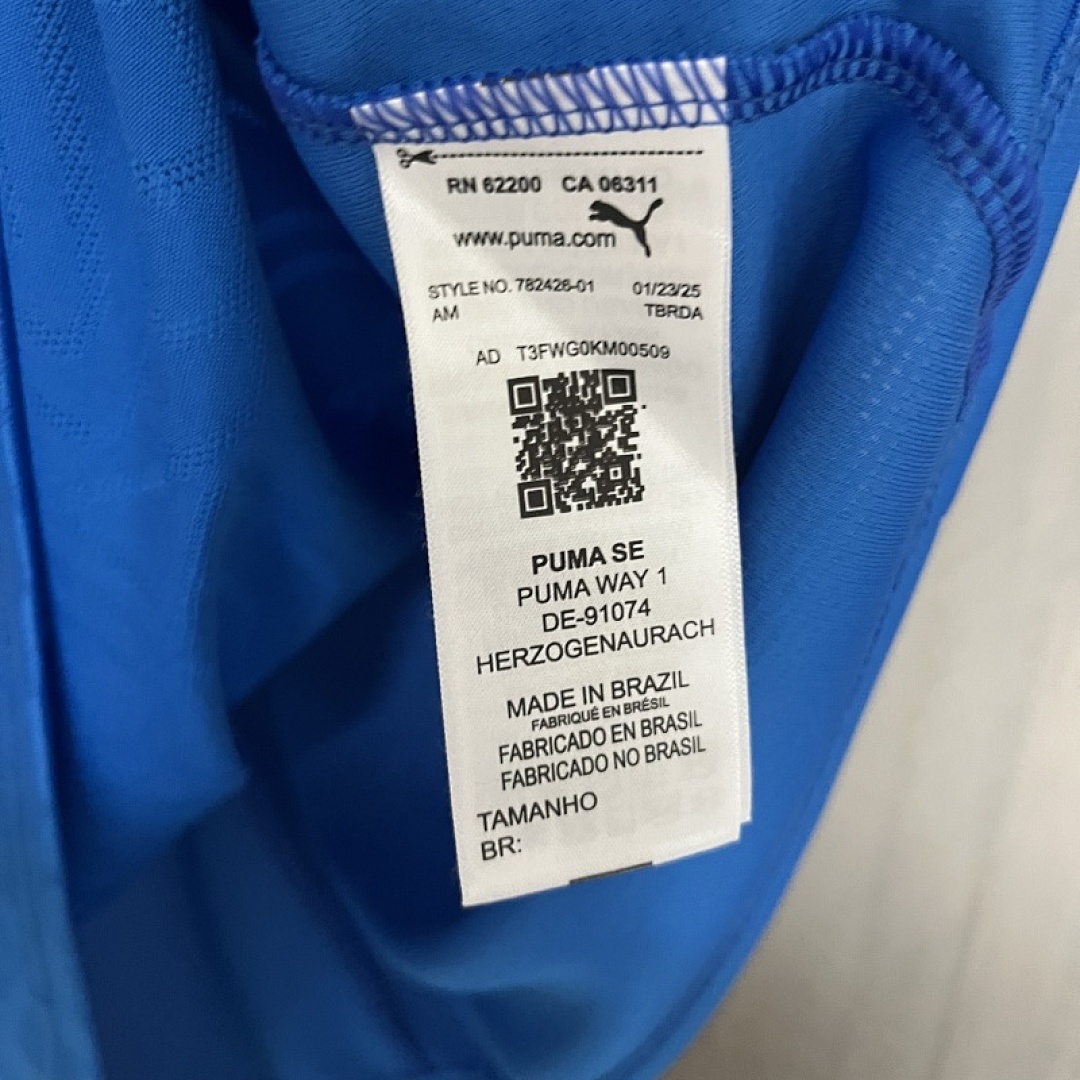 RN 62200 CA 06311
www.puma.com
STYLE NO. 782426-01 01/23/25
AM TBRDA
AD T3FWG0KM00509
PUMA SE
PUMA WAY 1
DE-91074
HERZOGENAURACH
MADE IN BRAZIL
FABRIQUÉ EN BRÉSIL
FABRICADO EN BRASIL
FABRICADO NO BRASIL
TAMANHO
BR: